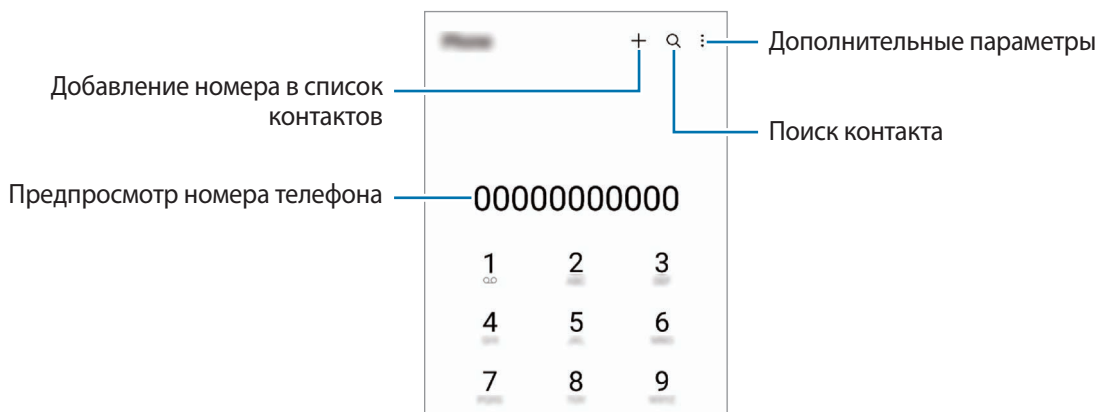 Дополнительные параметры
Добавление номера в список
контактов
Поиск контакта
Предпросмотр номера телефона
00000000000
1 2 3
4 5 6
7 8 9